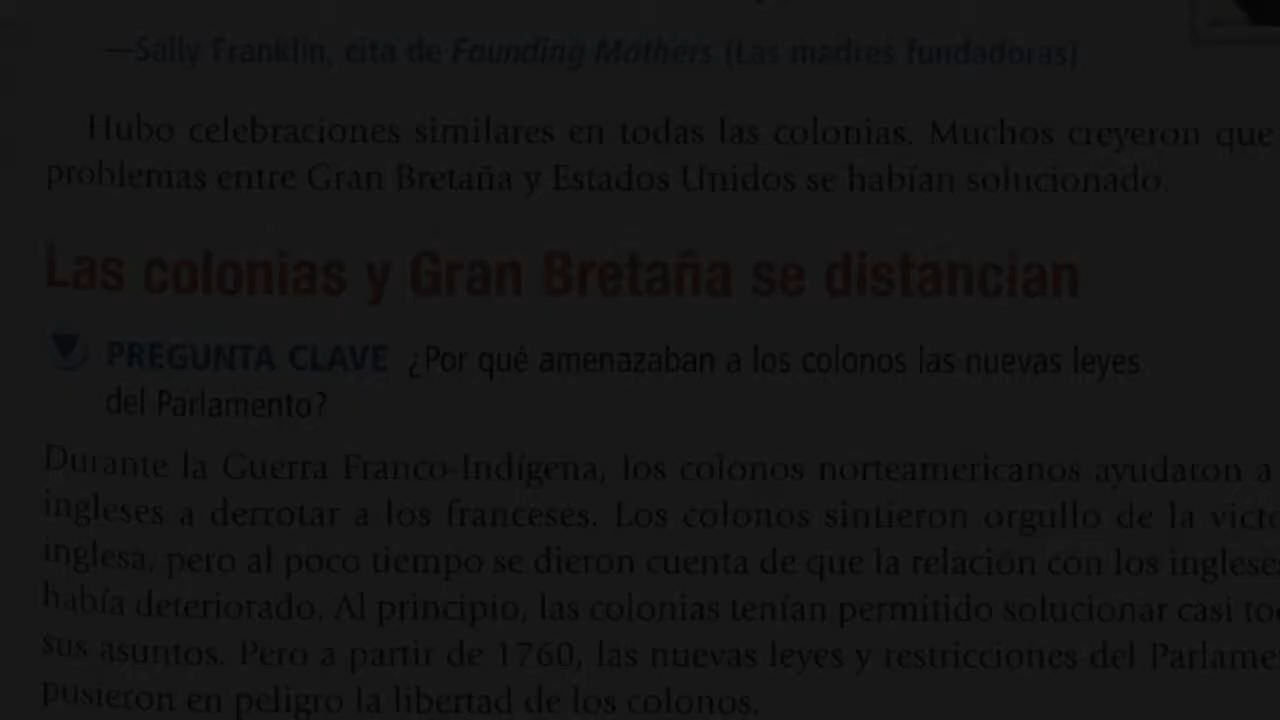 —Sally Franklin, cita de Founding Mothers (Las madres fundadoras)
Hubo celebraciones similares en todas las colonias. Muchos creyeron que
problemas entre Gran Bretaña y Estados Unidos se habían solucionado.
Las colonias y Gran Bretaña se distancian
PREGUNTA CLAVE ¿Por qué amenazaban a los colonos las nuevas leyes
del Parlamento?
Durante la Guerra Franco-Indígena, los colonos norteamericanos ayudaron a
ingleses a derrotar a los franceses. Los colonos sintieron orgullo de la victo
inglesa, pero al poco tiempo se dieron cuenta de que la relación con los inglese
había deteriorado. Al principio, las colonias tenían permitido solucionar casi to
sus asuntos. Pero a partir de 1760, las nuevas leyes y restricciones del Parlame
pusieron en peligro la libertad de los colonos.